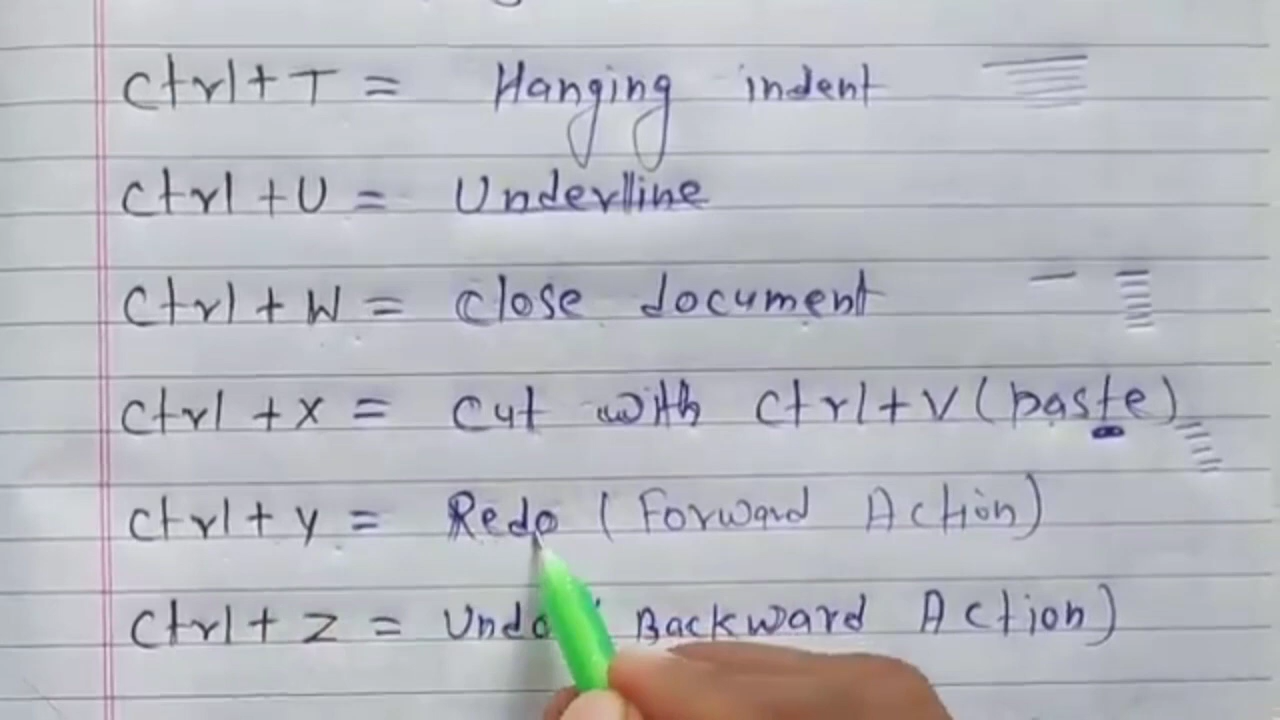 Ctrl + T = Hanging indent
Ctrl + U = Underline
Ctrl + W = Close document
Ctrl + X = Cut with Ctrl + V (paste)
Ctrl + y = Redo (Forward Action)
Ctrl + Z = Undo Backward Action)